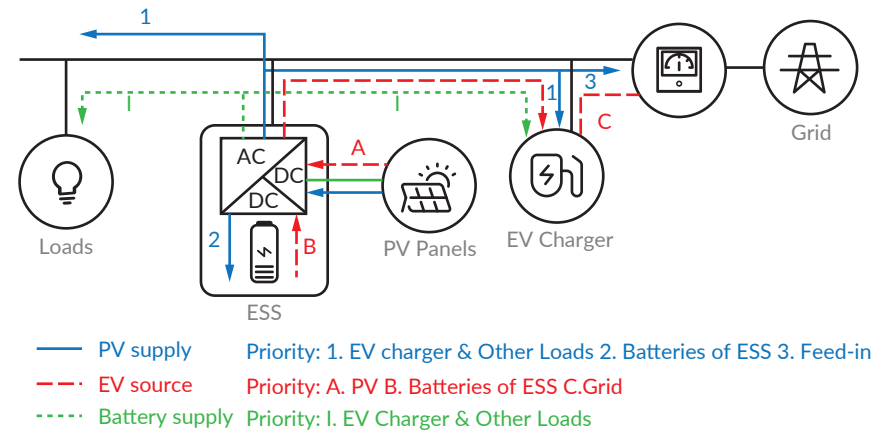 1
1
3
I
I
C
Grid
AC
DC
DC
A
Loads
2
B
PV Panels
EV Charger
ESS
PV supply Priority: 1. EV charger & Other Loads 2. Batteries of ESS 3. Feed-in
EV source Priority: A. PV B. Batteries of ESS C.Grid
Battery supply Priority: I. EV Charger & Other Loads